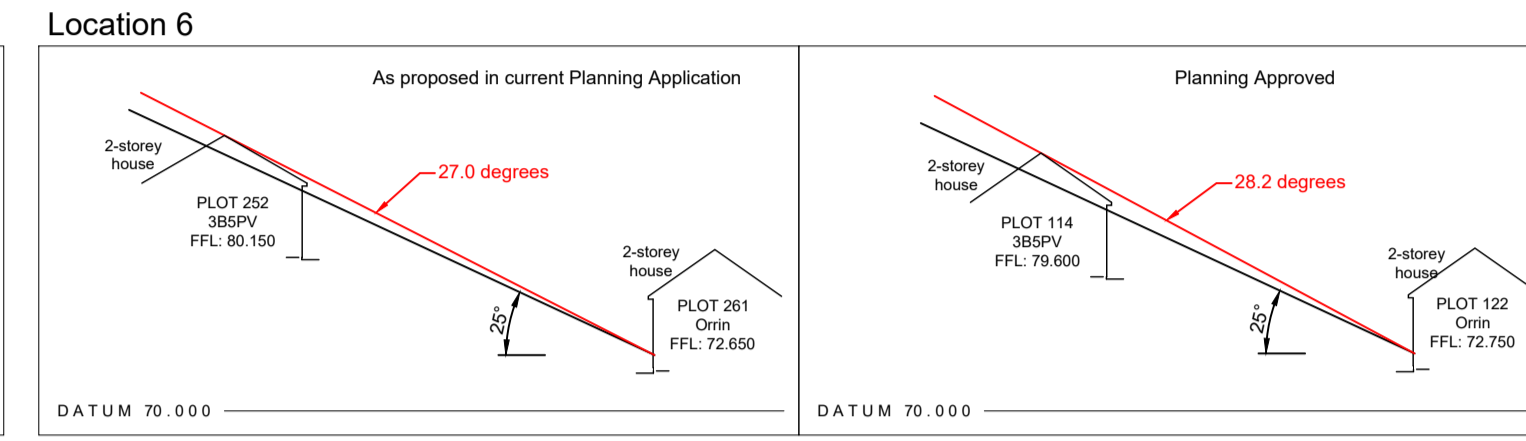 Location 6
As proposed in current Planning Application
2-storey
house
27.0 degrees
PLOT 252
3B5PV
FFL: 80.150
2-storey
house
PLOT 261
Orrin
FFL: 72.650
25°
DATUM 70.000
Planning Approved
2-storey
house
28.2 degrees
PLOT 114
3B5PV
FFL: 79.600
2-storey
house
PLOT 122
Orrin
FFL: 72.750
25°
DATUM 70.000